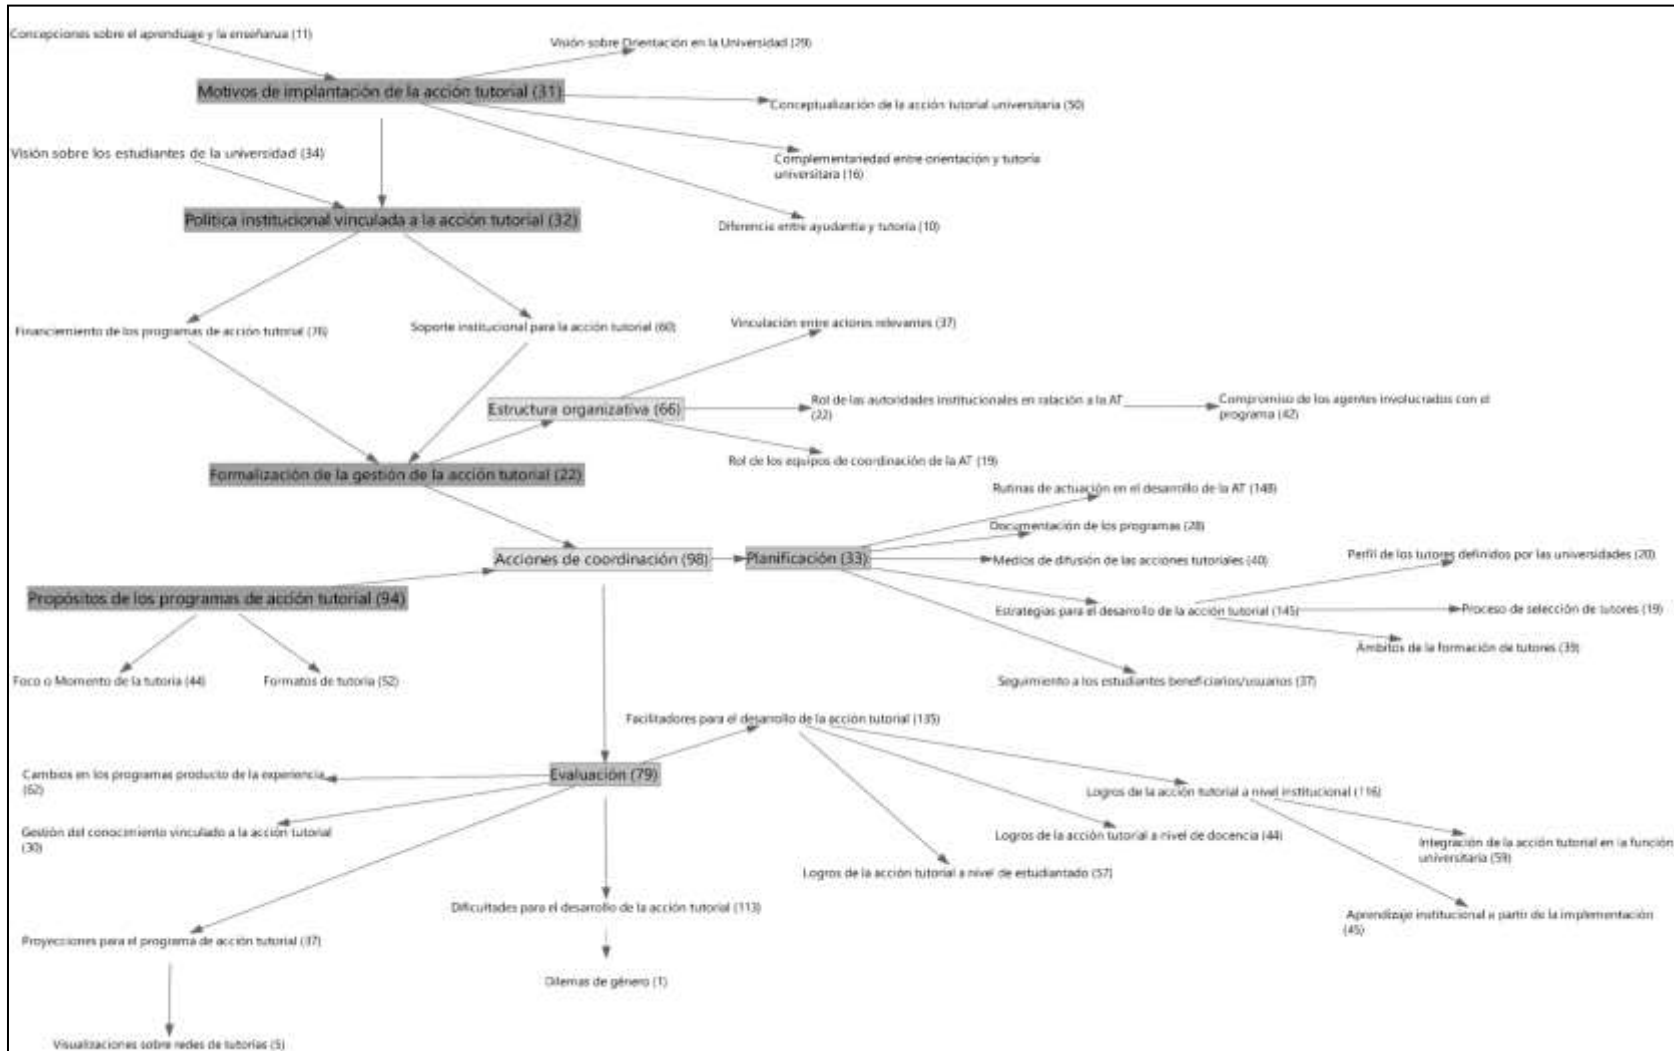 Concepciones sobre el aprendizaje y la enseñanza (11)
Visión sobre Orientación en la Universidad (29)
Motivos de implantación de la acción tutorial (31)
Conceptualización de la acción tutorial universitaria (50)
Visión sobre los estudiantes de la universidad (34)
Complementariedad entre orientación y tutoría
universitara (16)
Política institucional vinculada a la acción tutorial (32)
Diferencia entre ayudantía y tutoría (10)
Financiemiento de los programas de acción tutorial (76)
Soporte institucional para la acción tutorial (60)
Vinculación entre actores relevantes (37)
Estructura organizativa (66)
Rol de las autoridades institucionales en relación a la AT
(22)
Compromiso de los agentes involucrados con el
programa (42)
Rol de los equipos de coordinación de la AT (19)
Formalización de la gestión de la acción tutorial (22)
Rutinas de actuación en el desarrollo de la AT (148)
Documentación de los programas (28)
Acciones de coordinación (98)
Planificación (33)
Medios de difusión de las acciones tutoriales (40)
Perfil de los tutores definidos por las universidades (20)
Propósitos de los programas de acción tutorial (94)
Estrategias para el desarrollo de la acción tutorial (145)
Proceso de selección de tutores (19)
Ámbitos de la formación de tutores (39)
Foco o Momento de la tutoría (44)
Formatos de tutoría (52)
Seguimiento a los estudiantes beneficiarios/usuarios (37)
Facilitadores para el desarrollo de la acción tutorial (135)
Cambios en los programas producto de la experiencia
(62)
Evaluación (79)
Logros de la acción tutorial a nivel institucional (116)
Gestión del conocimiento vinculado a la acción tutorial
(30)
Logros de la acción tutorial a nivel de docencia (44)
Integración de la acción tutorial en la función
universitaria (59)
Logros de la acción tutorial a nivel de estudiantado (57)
Dificultades para el desarrollo de la acción tutorial (113)
Aprendizaje institucional a partir de la implementación
(45)
Proyecciones para el programa de acción tutorial (37)
Dilemas de género (1)
Visualizaciones sobre redes de tutorías (5)